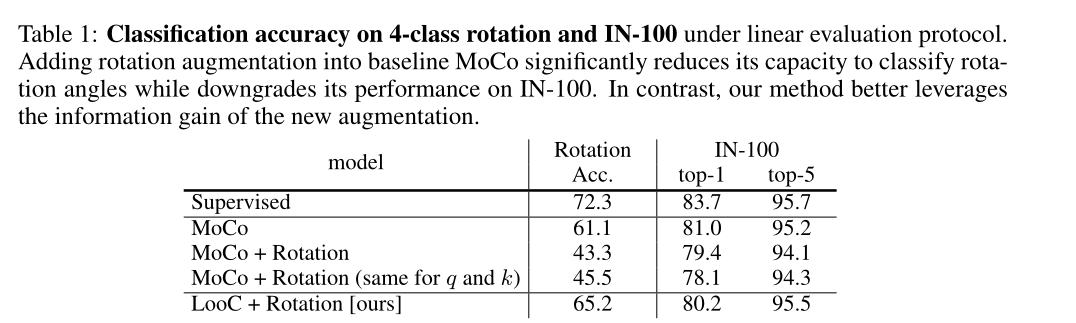 Table 1: Classification accuracy on 4-class rotation and IN-100 under linear evaluation protocol.
Adding rotation augmentation into baseline MoCo significantly reduces its capacity to classify rota-
tion angles while downgrades its performance on IN-100. In contrast, our method better leverages
the information gain of the new augmentation.
model Rotation Acc. IN-100 top-1 top-5
Supervised 72.3 83.7 95.7
MoCo 61.1 81.0 95.2
MoCo + Rotation 43.3 79.4 94.1
MoCo + Rotation (same for q and k) 45.5 78.1 94.3
LooC + Rotation [ours] 65.2 80.2 95.5